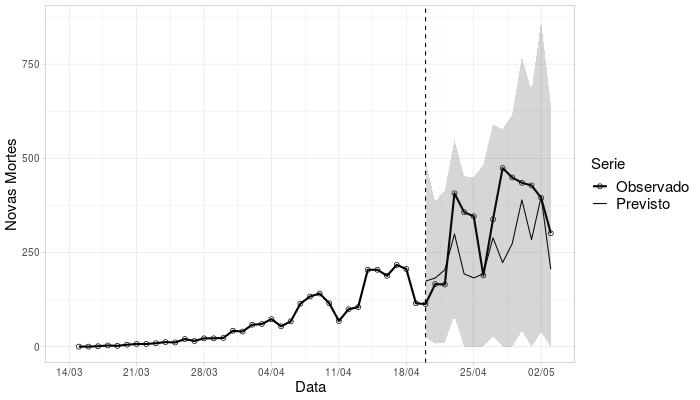 Novas Mortes
750
500
250
0
14/03 21/03 28/03 04/04 11/04 18/04 25/04 02/05
Data
Serie
Observado
Previsto